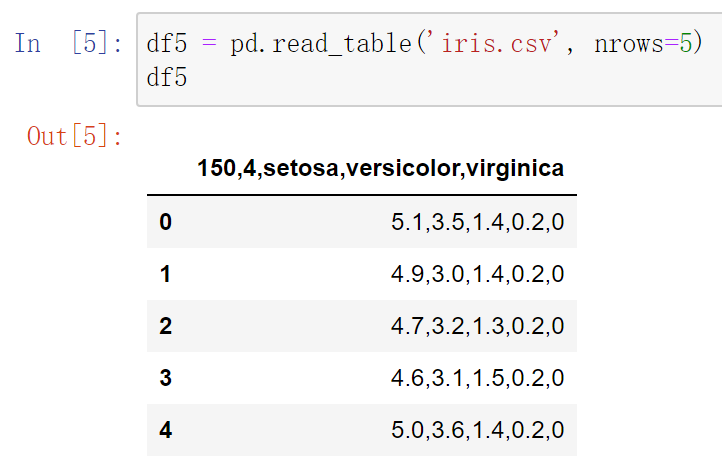 In [5]: df5 = pd.read_table('iris.csv', nrows=5)
df5
Out[5]:
150,4,setosa,versicolor,virginica
0 5.1,3.5,1.4,0.2,0
1 4.9,3.0,1.4,0.2,0
2 4.7,3.2,1.3,0.2,0
3 4.6,3.1,1.5,0.2,0
4 5.0,3.6,1.4,0.2,0